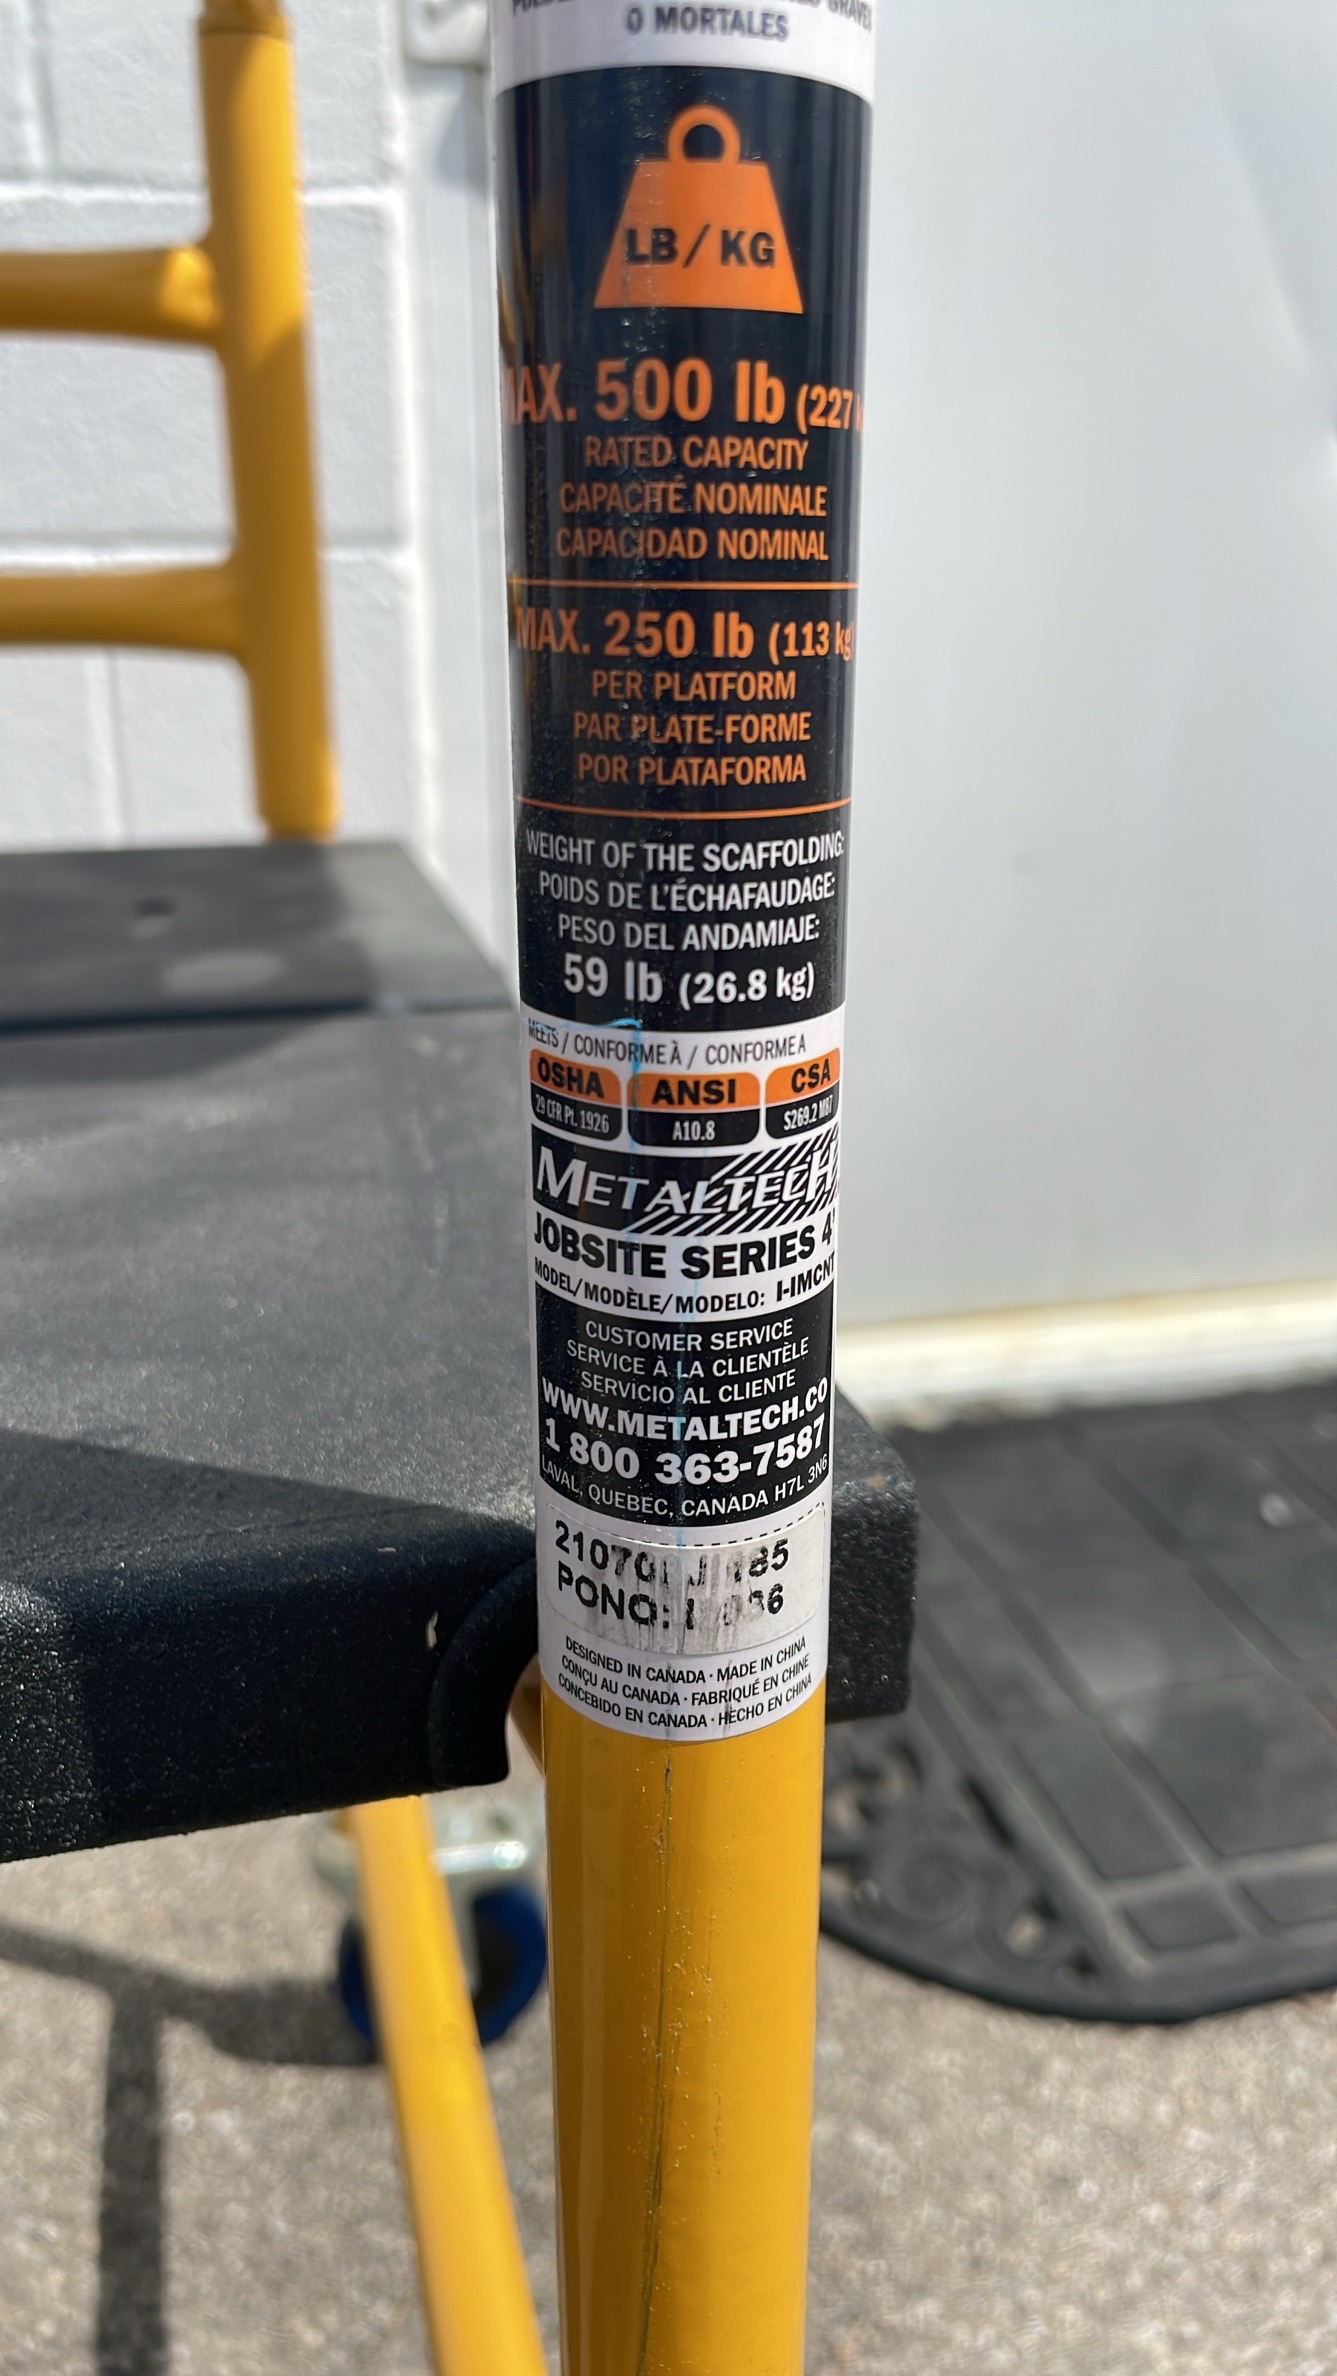 0 MORTALES
LB / KG
MAX. 500 lb (227
RATED CAPACITY
CAPACITÉ NOMINALE
CAPACIDAD NOMINAL
MAX. 250 lb (113 kg)
PER PLATFORM
PAR PLATE-FORME
POR PLATAFORMA
WEIGHT OF THE SCAFFOLDING:
POIDS DE L'ÉCHAFAUDAGE:
PESO DEL ANDAMIAJE:
59 lb (26.8 kg)
MEETS / CONFORME À / CONFORME A
OSHA ANSI CSA
29 CFR Pt. 1926 A10.8 S269.2 M87
METALTECH
JOBSITE SERIES 4'
MODEL/MODÈLE/MODELO: I-IMCNT
CUSTOMER SERVICE
SERVICE À LA CLIENTÈLE
SERVICIO AL CLIENTE
WWW.METALTECH.CO
1 800 363-7587
LAVAL, QUEBEC, CANADA H7L 3N6
PONO:
DESIGNED IN CANADA · MADE IN CHINA
CONÇU AU CANADA · FABRIQUÉ EN CHINE
CONCEBIDO EN CANADA · HECHO EN CHINA